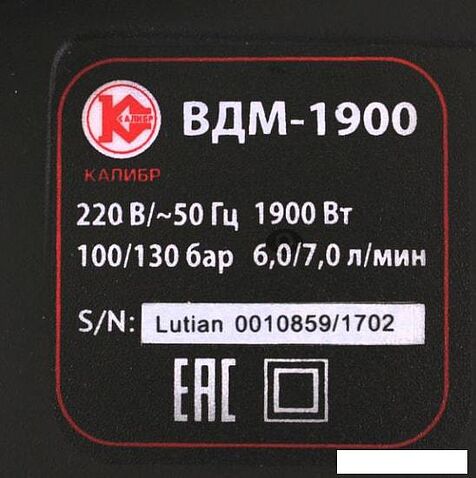 КАЛИБР
ВДМ-1900
КАЛИБР
220 В/~50 Гц 1900 Вт
100/130 бар 6,0/7,0 л/мин
S/N: Lutian 0010859/1702
EAC